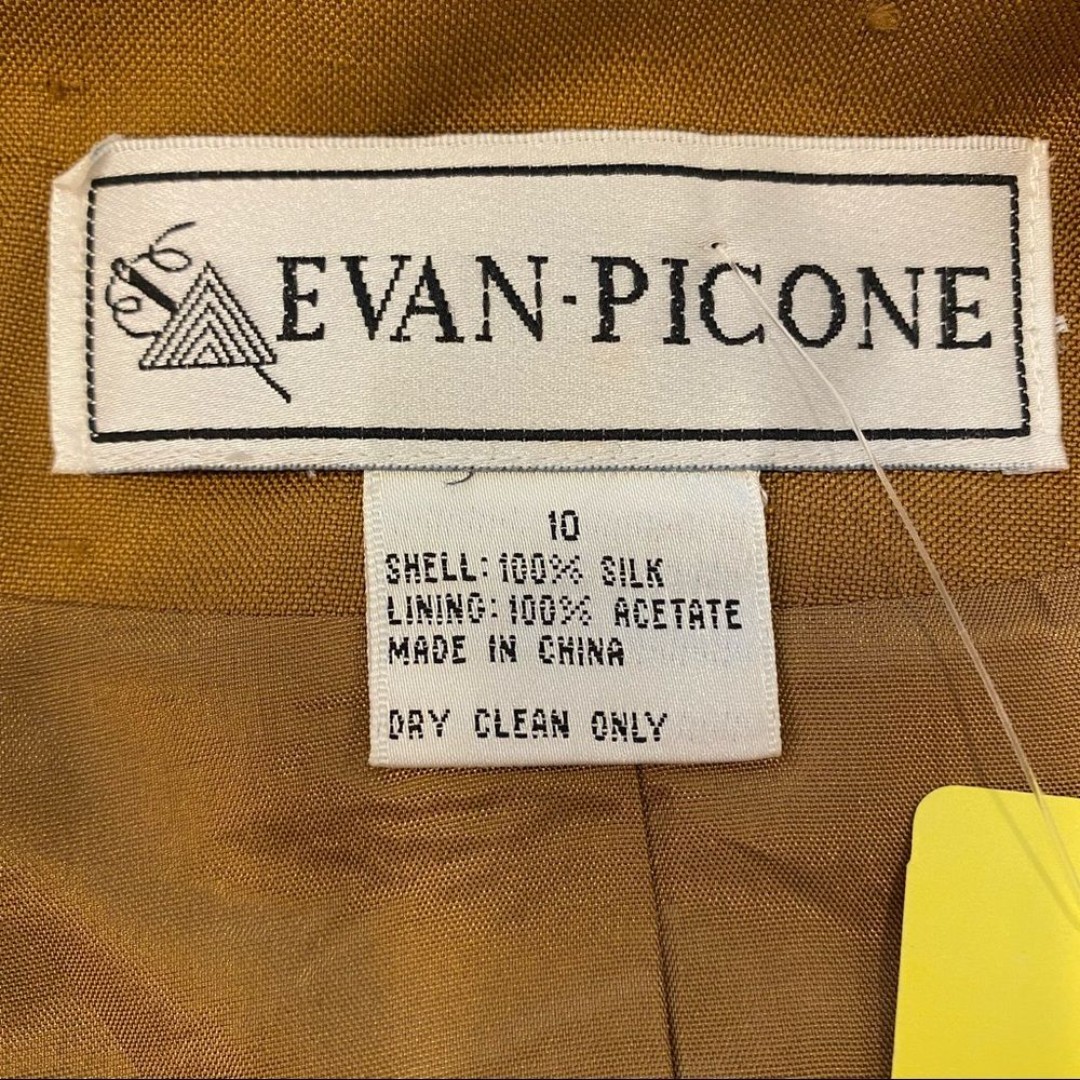 EVAN-PICONE
10
SHELL: 100% SILK
LINING: 100% ACETATE
MADE IN CHINA
DRY CLEAN ONLY